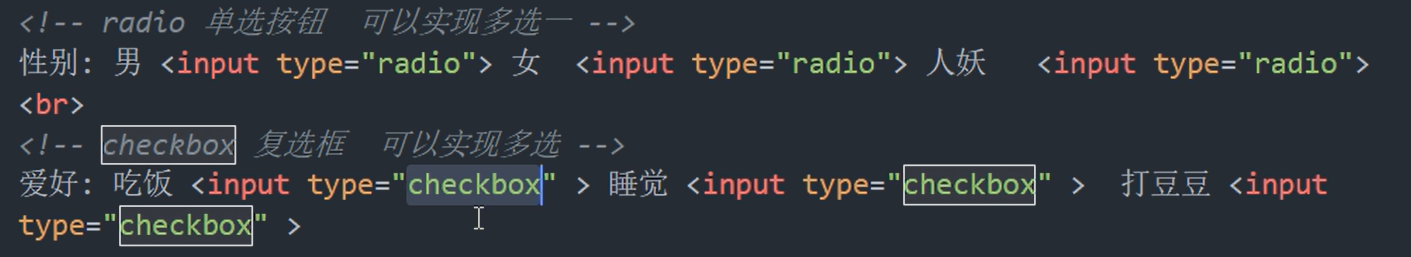 <!-- radio 单选按钮  可以实现多选一 -->
性别: 男 <input type="radio"> 女  <input type="radio"> 人妖   <input type="radio">
<br>
<!-- checkbox 复选框  可以实现多选 -->
爱好: 吃饭 <input type="checkbox" > 睡觉 <input type="checkbox" >  打豆豆 <input
type="checkbox" >